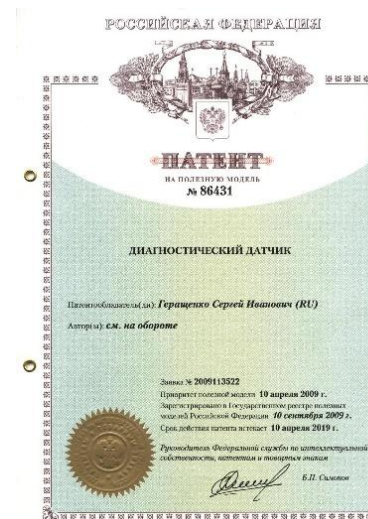 РОССИЙСКАЯ ФЕДЕРАЦИЯ
ПАТЕНТ
НА ПОЛЕЗНУЮ МОДЕЛЬ
№ 86431
ДИАГНОСТИЧЕСКИЙ ДАТЧИК
Патентообладатель(ли): Геращенко Сергей Иванович (RU)
Автор(ы): см. на обороте
Заявка № 2009113522
Приоритет полезной модели 10 апреля 2009 г.
Зарегистрировано в Государственном реестре полезных
моделей Российской Федерации 10 сентября 2009 г.
Срок действия патента истекает 10 апреля 2019 г.
Руководитель Федеральной службы по интеллектуальной
собственности, патентам и товарным знакам
Б.П. Симонов